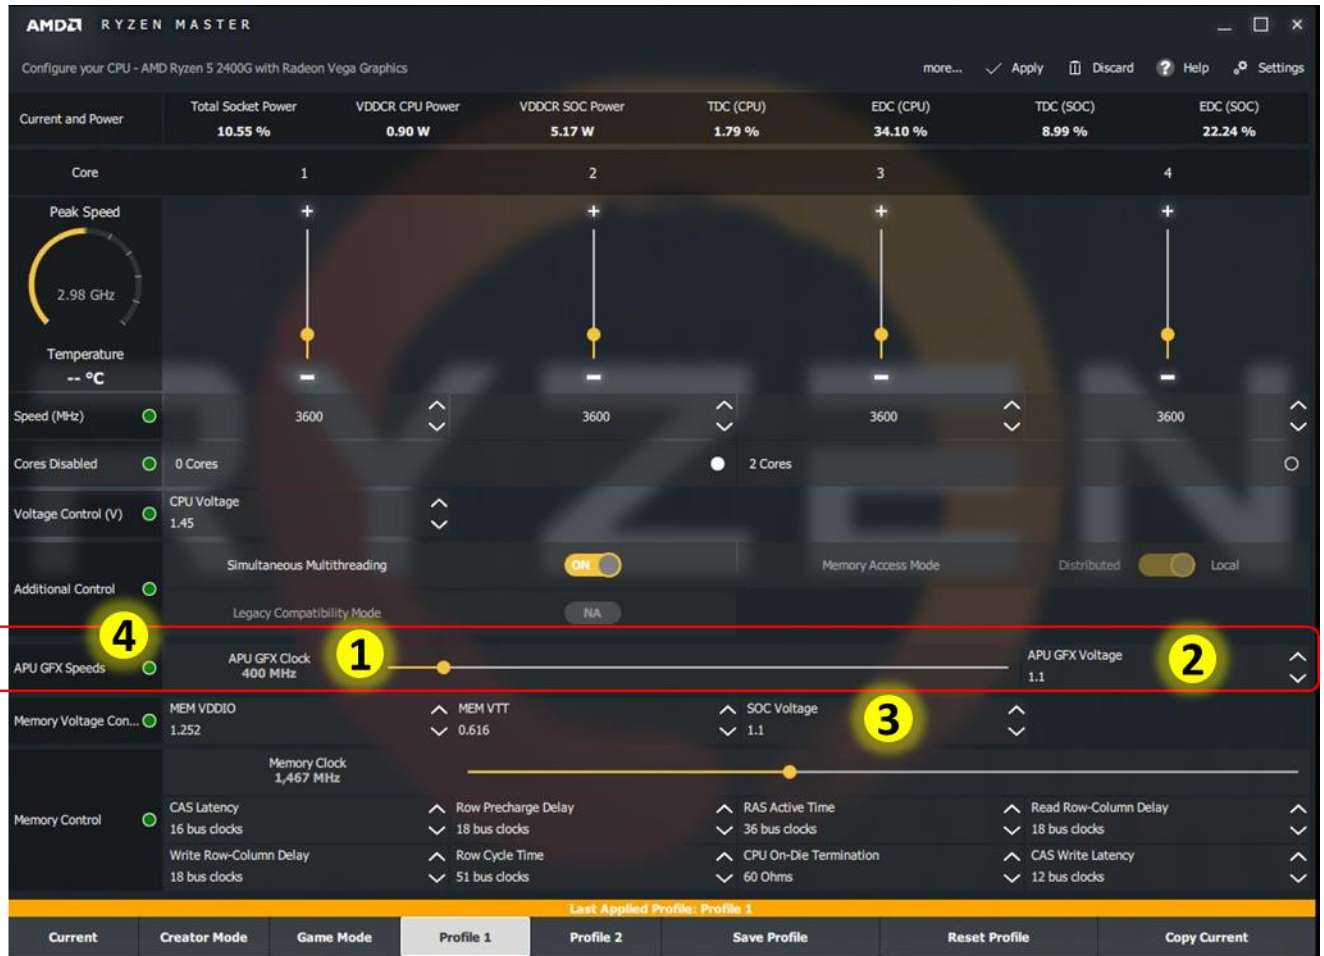 AMD RYZEN MASTER
Configure your CPU - AMD Ryzen 5 2400G with Radeon Vega Graphics more... Apply Discard ? Help Settings
Current and Power
Total Socket Power VDDCR CPU Power VDDCR SOC Power TDC (CPU) EDC (CPU) TDC (SOC) EDC (SOC)
10.55 % 0.90 W 5.17 W 1.79 % 34.10 % 8.99 % 22.24 %
Core 1 2 3 4
Peak Speed
2.98 GHz
Temperature
-- °C
Speed (MHz) 3600 3600 3600 3600
Cores Disabled 0 Cores 2 Cores
Voltage Control (V) CPU Voltage
1.45
Additional Control
Simultaneous Multithreading ON Memory Access Mode Distributed Local
Legacy Compatibility Mode NA
4 1 2
APU GFX Speeds APU GFX Clock
400 MHz
APU GFX Voltage
1.1
Memory Voltage Con...
MEM VDDIO MEM VTT SOC Voltage 3
1.252 0.616 1.1
Memory Control
Memory Clock
1,467 MHz
CAS Latency Row Precharge Delay RAS Active Time Read Row-Column Delay
16 bus clocks 18 bus clocks 36 bus clocks 18 bus clocks
Write Row-Column Delay Row Cycle Time CPU On-Die Termination CAS Write Latency
18 bus clocks 51 bus clocks 60 Ohms 12 bus clocks
RYZEN
Last Applied Profile: Profile 1
Current Creator Mode Game Mode Profile 1 Profile 2 Save Profile Reset Profile Copy Current